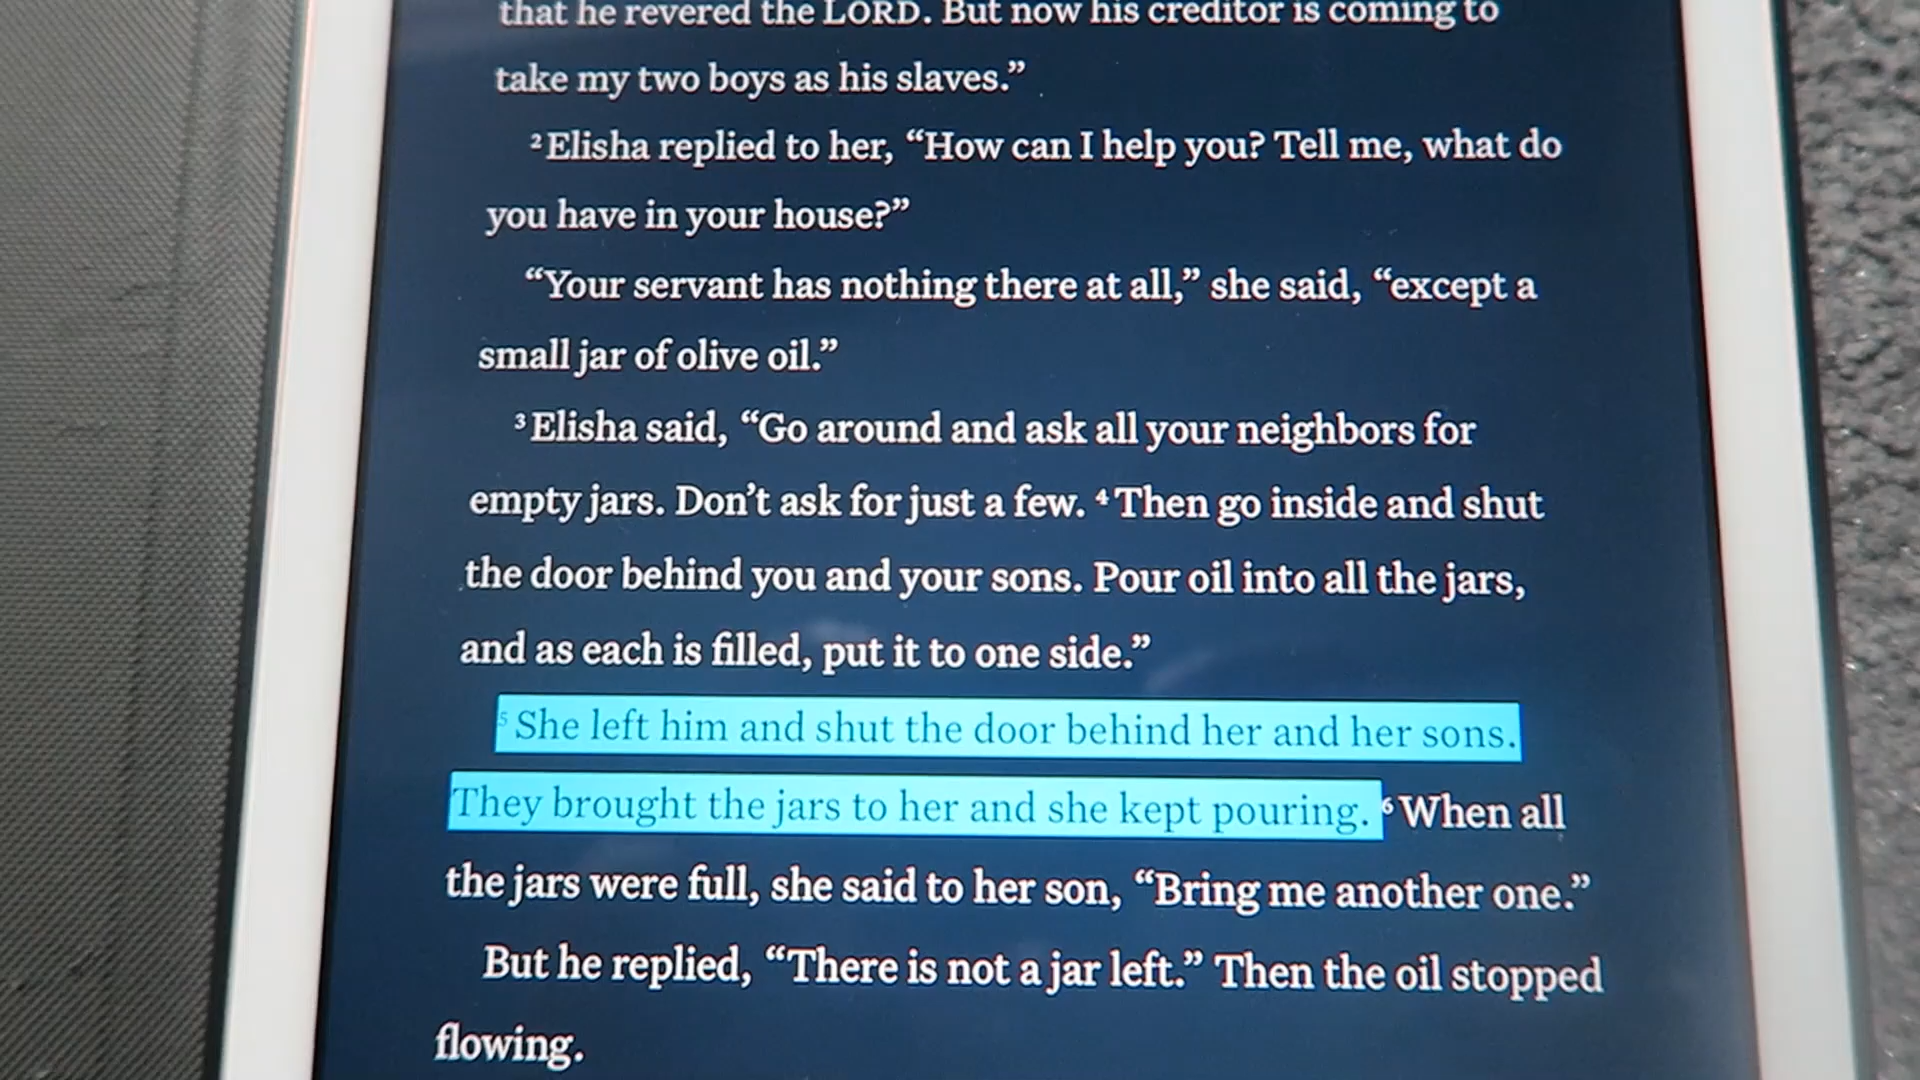 that he revered the LORD. But now his creditor is coming to
take my two boys as his slaves.”
²Elisha replied to her, “How can I help you? Tell me, what do
you have in your house?”
“Your servant has nothing there at all,” she said, “except a
small jar of olive oil.”
³Elisha said, “Go around and ask all your neighbors for
empty jars. Don’t ask for just a few. ⁴Then go inside and shut
the door behind you and your sons. Pour oil into all the jars,
and as each is filled, put it to one side.”
⁵ She left him and shut the door behind her and her sons.
They brought the jars to her and she kept pouring. ⁶When all
the jars were full, she said to her son, “Bring me another one.”
But he replied, “There is not a jar left.” Then the oil stopped
flowing.